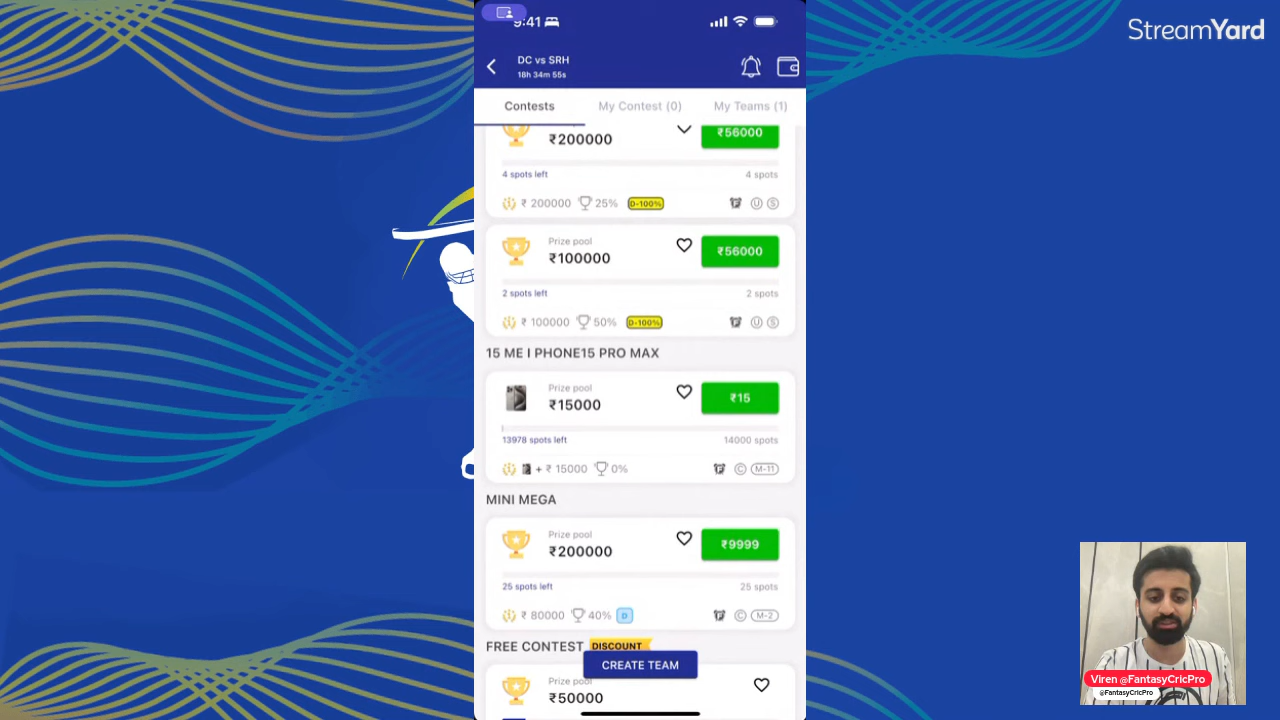 StreamYard
9:41
DC vs SRH
18h 34m 55s
Contests
My Contest (0)
My Teams (1)
₹200000
₹56000
4 spots left
4 spots
₹ 200000
25%
D-100%
U
S
Prize pool
₹100000
₹56000
2 spots left
2 spots
₹ 100000
50%
D-100%
U
S
15 ME I PHONE15 PRO MAX
Prize pool
₹15000
₹15
13978 spots left
14000 spots
+ ₹ 15000
0%
C
M-11
MINI MEGA
Prize pool
₹200000
₹9999
25 spots left
25 spots
₹ 80000
40%
D
C
M-2
FREE CONTEST
DISCOUNT
CREATE TEAM
Prize pool
₹50000
Viren @FantasyCricPro
@FantasyCricPro